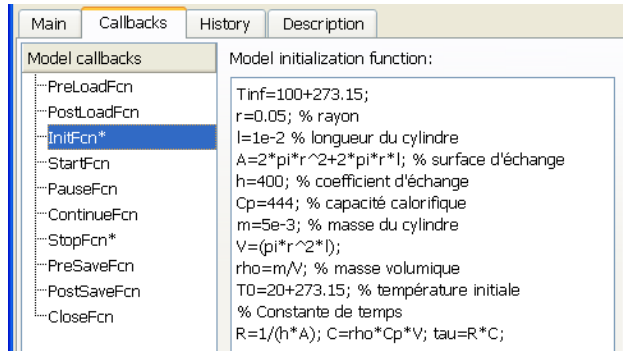 Main Callbacks History Description
Model callbacks
PreLoadFcn
PostLoadFcn
InitFcn*
StartFcn
PauseFcn
ContinueFcn
StopFcn*
PreSaveFcn
PostSaveFcn
CloseFcn
Model initialization function:
Tinf=100+273.15;
r=0.05; % rayon
l=1e-2 % longueur du cylindre
A=2*pi*r^2+2*pi*r*l; % surface d'échange
h=400; % coefficient d'échange
Cp=444; % capacité calorifique
m=5e-3; % masse du cylindre
V=(pi*r^2*l);
rho=m/V; % masse volumique
T0=20+273.15; % température initiale
% Constante de temps
R=1/(h*A); C=rho*Cp*V; tau=R*C;